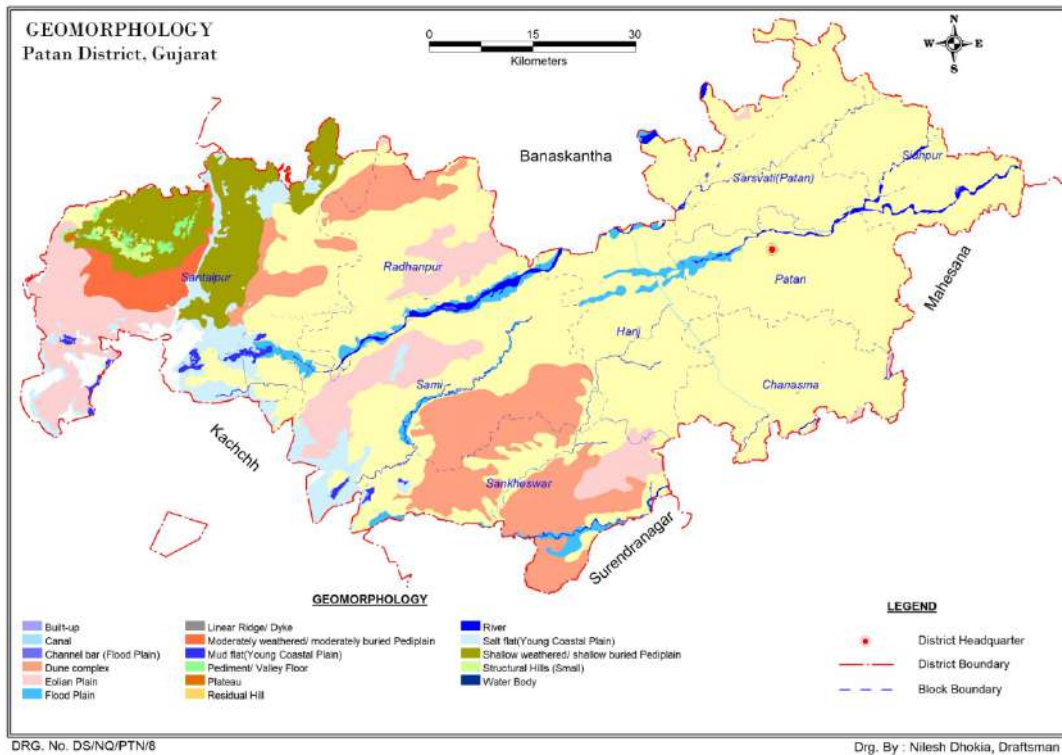 GEOMORPHOLOGY
Patan District, Gujarat
0 15 30
Kilometers
N
W E
S
Banaskantha
Sidhpur
Sarsvati(Patan)
Santalpur
Radhanpur
Patan
Mahesana
Harij
Sami
Chanasma
Kachchh
Sankheswar
Surendranagar
GEOMORPHOLOGY
Built-up
Canal
Channel bar (Flood Plain)
Dune complex
Eolian Plain
Flood Plain
Linear Ridge/ Dyke
Moderately weathered/ moderately buried Pediplain
Mud flat(Young Coastal Plain)
Pediment/ Valley Floor
Plateau
Residual Hill
River
Salt flat(Young Coastal Plain)
Shallow weathered/ shallow buried Pediplain
Structural Hills (Small)
Water Body
LEGEND
District Headquarter
District Boundary
Block Boundary
DRG. No. DS/NQ/PTN/8
Drg. By : Nilesh Dhokia, Draftsman